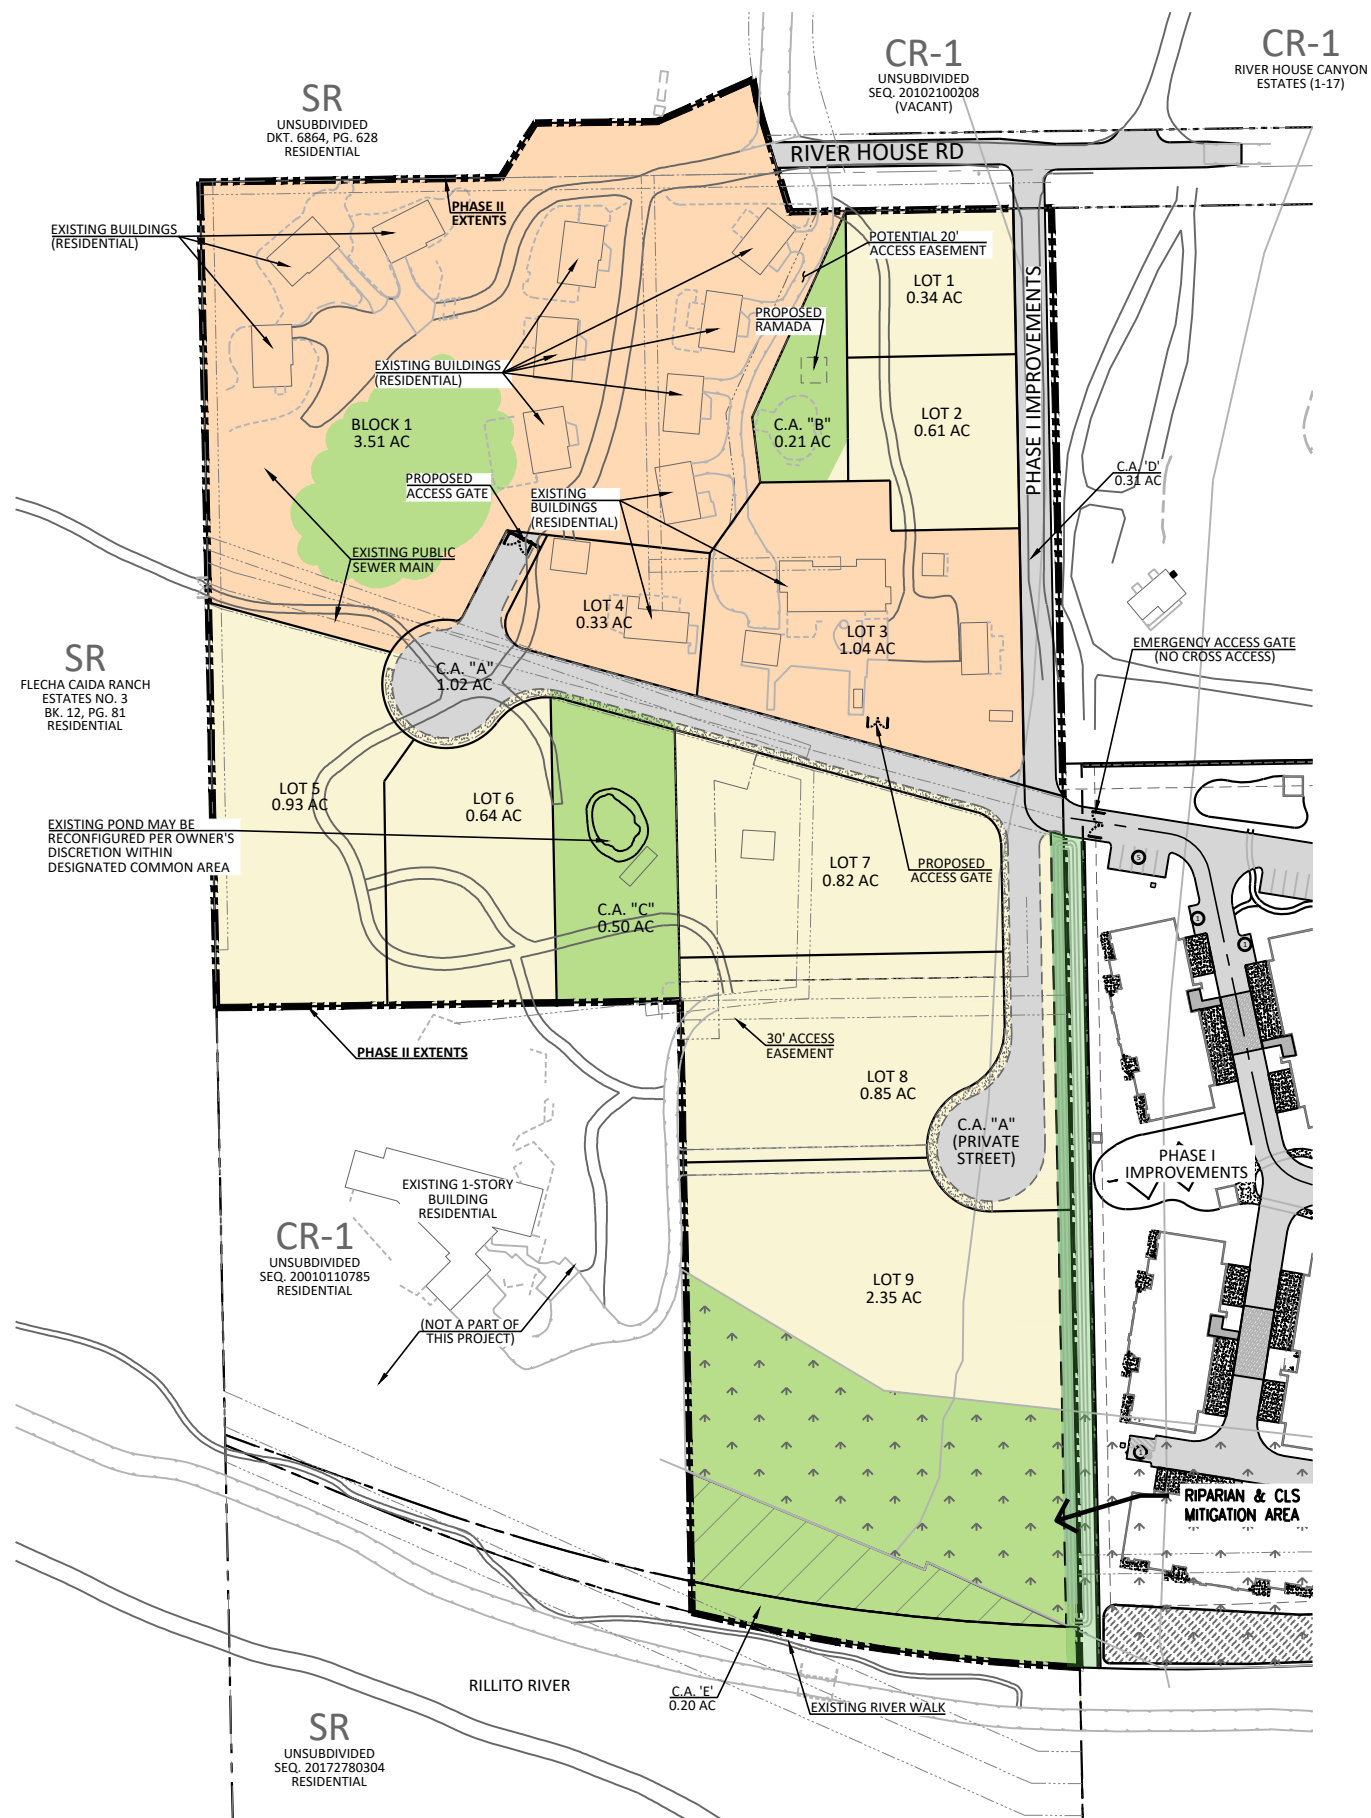 CR-1
UNSUBDIVIDED
SEQ. 20102100208
(VACANT)
CR-1
RIVER HOUSE CANYON
ESTATES (1-17)
SR
UNSUBDIVIDED
DKT. 6864, PG. 628
RESIDENTIAL
RIVER HOUSE RD
PHASE II
EXTENTS
EXISTING BUILDINGS
(RESIDENTIAL)
POTENTIAL 20'
ACCESS EASEMENT
LOT 1
0.34 AC
PHASE I IMPROVEMENTS
PROPOSED
RAMADA
EXISTING BUILDINGS
(RESIDENTIAL)
BLOCK 1
3.51 AC
C.A. "B"
0.21 AC
LOT 2
0.61 AC
C.A. 'D'
0.31 AC
PROPOSED
ACCESS GATE
EXISTING
BUILDINGS
(RESIDENTIAL)
EXISTING PUBLIC
SEWER MAIN
LOT 4
0.33 AC
LOT 3
1.04 AC
EMERGENCY ACCESS GATE
(NO CROSS ACCESS)
SR
FLECHA CAIDA RANCH
ESTATES NO. 3
BK. 12, PG. 81
RESIDENTIAL
C.A. "A"
1.02 AC
LOT 5
0.93 AC
LOT 6
0.64 AC
EXISTING POND MAY BE
RECONFIGURED PER OWNER'S
DISCRETION WITHIN
DESIGNATED COMMON AREA
LOT 7
0.82 AC
PROPOSED
ACCESS GATE
5
C.A. "C"
0.50 AC
1
1
30' ACCESS
EASEMENT
PHASE II EXTENTS
LOT 8
0.85 AC
C.A. "A"
(PRIVATE
STREET)
PHASE I
IMPROVEMENTS
EXISTING 1-STORY
BUILDING
RESIDENTIAL
CR-1
UNSUBDIVIDED
SEQ. 20010110785
RESIDENTIAL
LOT 9
2.35 AC
(NOT A PART OF
THIS PROJECT)
1
RIPARIAN & CLS
MITIGATION AREA
RILLITO RIVER
C.A. 'E'
0.20 AC
EXISTING RIVER WALK
SR
UNSUBDIVIDED
SEQ. 20172780304
RESIDENTIAL